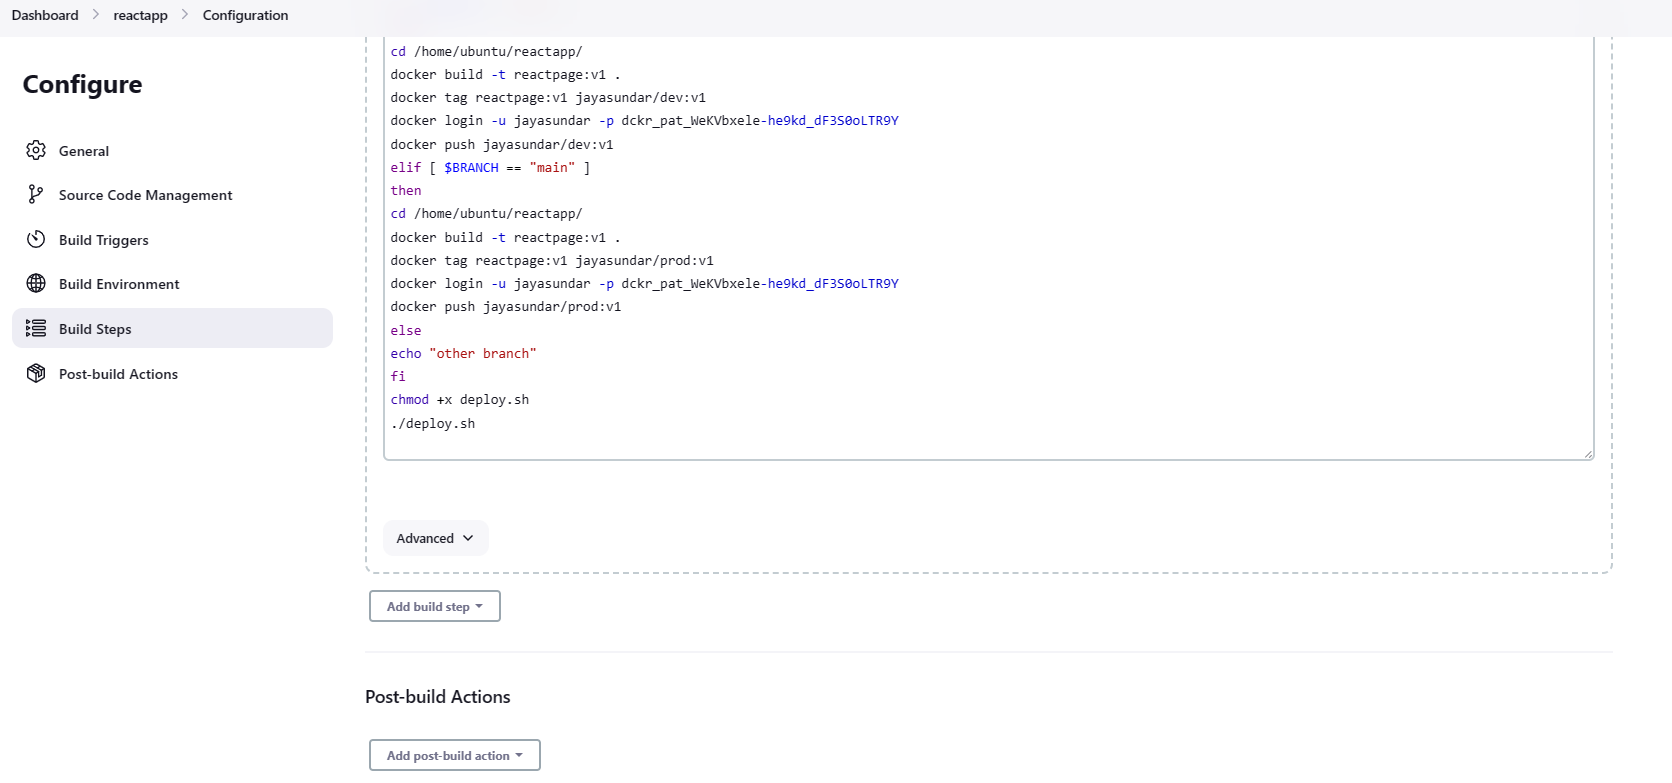 Dashboard > reactapp > Configuration
Configure
General
Source Code Management
Build Triggers
Build Environment
Build Steps
Post-build Actions
cd /home/ubuntu/reactapp/
docker build -t reactpage:v1 .
docker tag reactpage:v1 jayasundar/dev:v1
docker login -u jayasundar -p dckr_pat_WeKVbxele-he9kd_dF3S0oLTR9Y
docker push jayasundar/dev:v1
elif [ $BRANCH == "main" ]
then
cd /home/ubuntu/reactapp/
docker build -t reactpage:v1 .
docker tag reactpage:v1 jayasundar/prod:v1
docker login -u jayasundar -p dckr_pat_WeKVbxele-he9kd_dF3S0oLTR9Y
docker push jayasundar/prod:v1
else
echo "other branch"
fi
chmod +x deploy.sh
./deploy.sh
Advanced
Add build step
Post-build Actions
Add post-build action